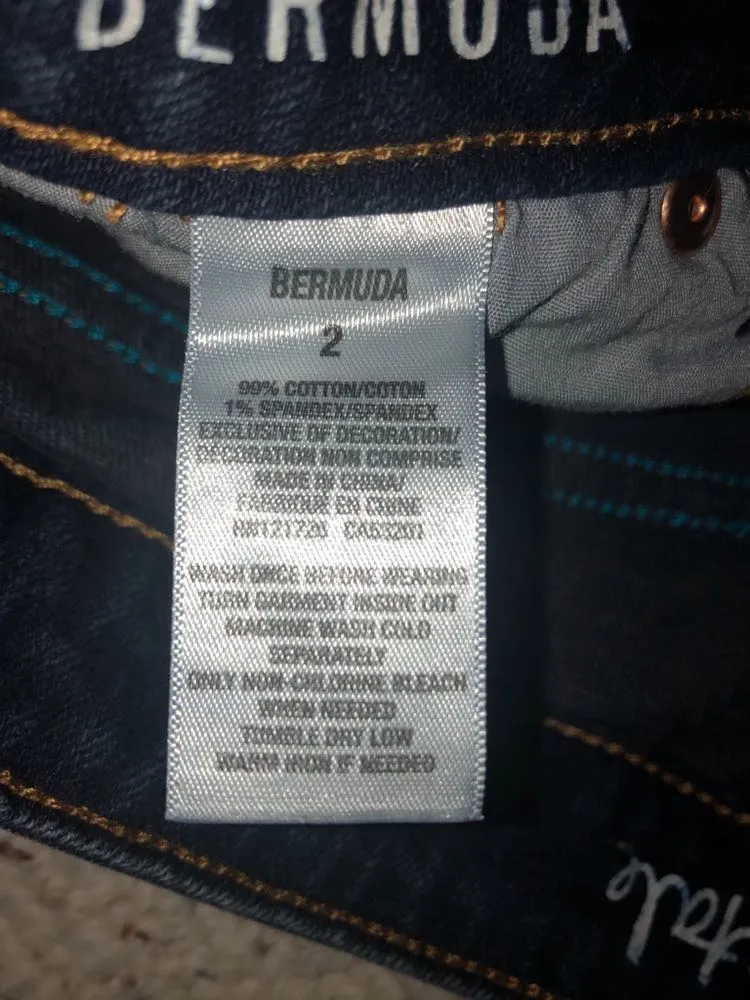 BERMUDA
BERMUDA
2
99% COTTON/COTON
1% SPANDEX/SPANDEX
EXCLUSIVE OF DECORATION/
DECORATION NON COMPRISE
MADE IN CHINA/
FABRIQUE EN CHINE
RN121726 CA53201
WASH ONCE BEFORE WEARING
TURN GARMENT INSIDE OUT
MACHINE WASH COLD
SEPARATELY
ONLY NON-CHLORINE BLEACH
WHEN NEEDED
TUMBLE DRY LOW
WARM IRON IF NEEDED